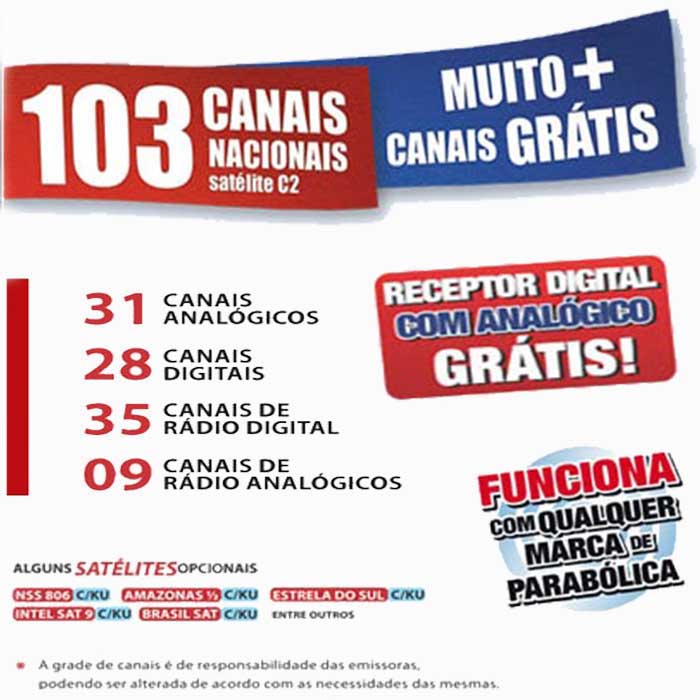 103 CANAIS
NACIONAIS
satélite C2
MUITO +
CANAIS GRÁTIS
31 CANAIS
ANALÓGICOS
28 CANAIS
DIGITAIS
35 CANAIS DE
RÁDIO DIGITAL
09 CANAIS DE
RÁDIO ANALÓGICOS
RECEPTOR DIGITAL
COM ANALÓGICO
GRÁTIS!
FUNCIONA
COM QUALQUER
MARCA DE
PARABÓLICA
ALGUNS SATÉLITES OPCIONAIS
NSS 806 C/KU AMAZONAS ½ C/KU ESTRELA DO SUL C/KU
INTEL SAT 9 C/KU BRASIL SAT C/KU ENTRE OUTROS
* A grade de canais é de responsabilidade das emissoras,
podendo ser alterada de acordo com as necessidades das mesmas.